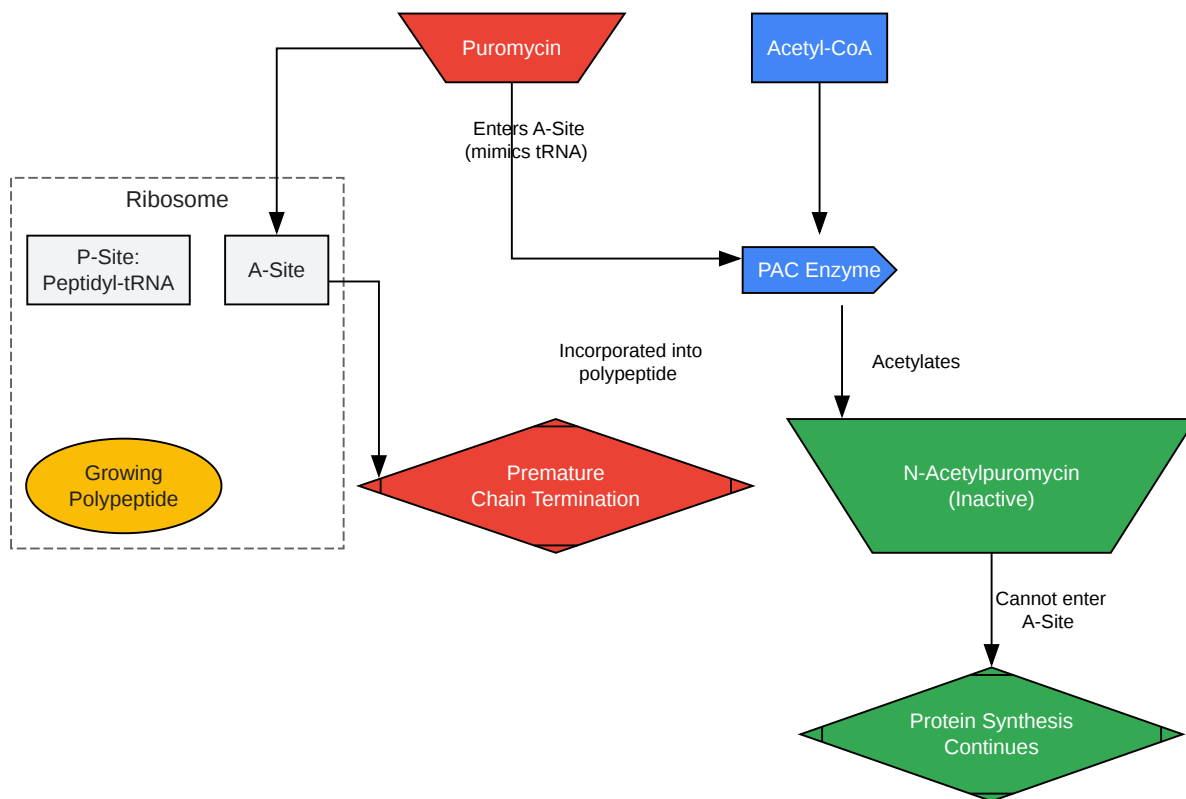 Puromycin
Acetyl-CoA
Enters A-Site
(mimics tRNA)
Ribosome
P-Site:
Peptidyl-tRNA
A-Site
PAC Enzyme
Incorporated into
polypeptide
Acetylates
Growing
Polypeptide
Premature
Chain Termination
N-Acetylpuromycin
(Inactive)
Cannot enter
A-Site
Protein Synthesis
Continues